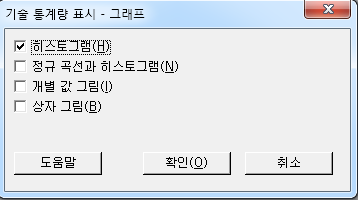 기술 통계량 표시 - 그래프
히스토그램(H)
정규 곡선과 히스토그램(N)
개별 값 그림(I)
상자 그림(B)
도움말 확인(O) 취소